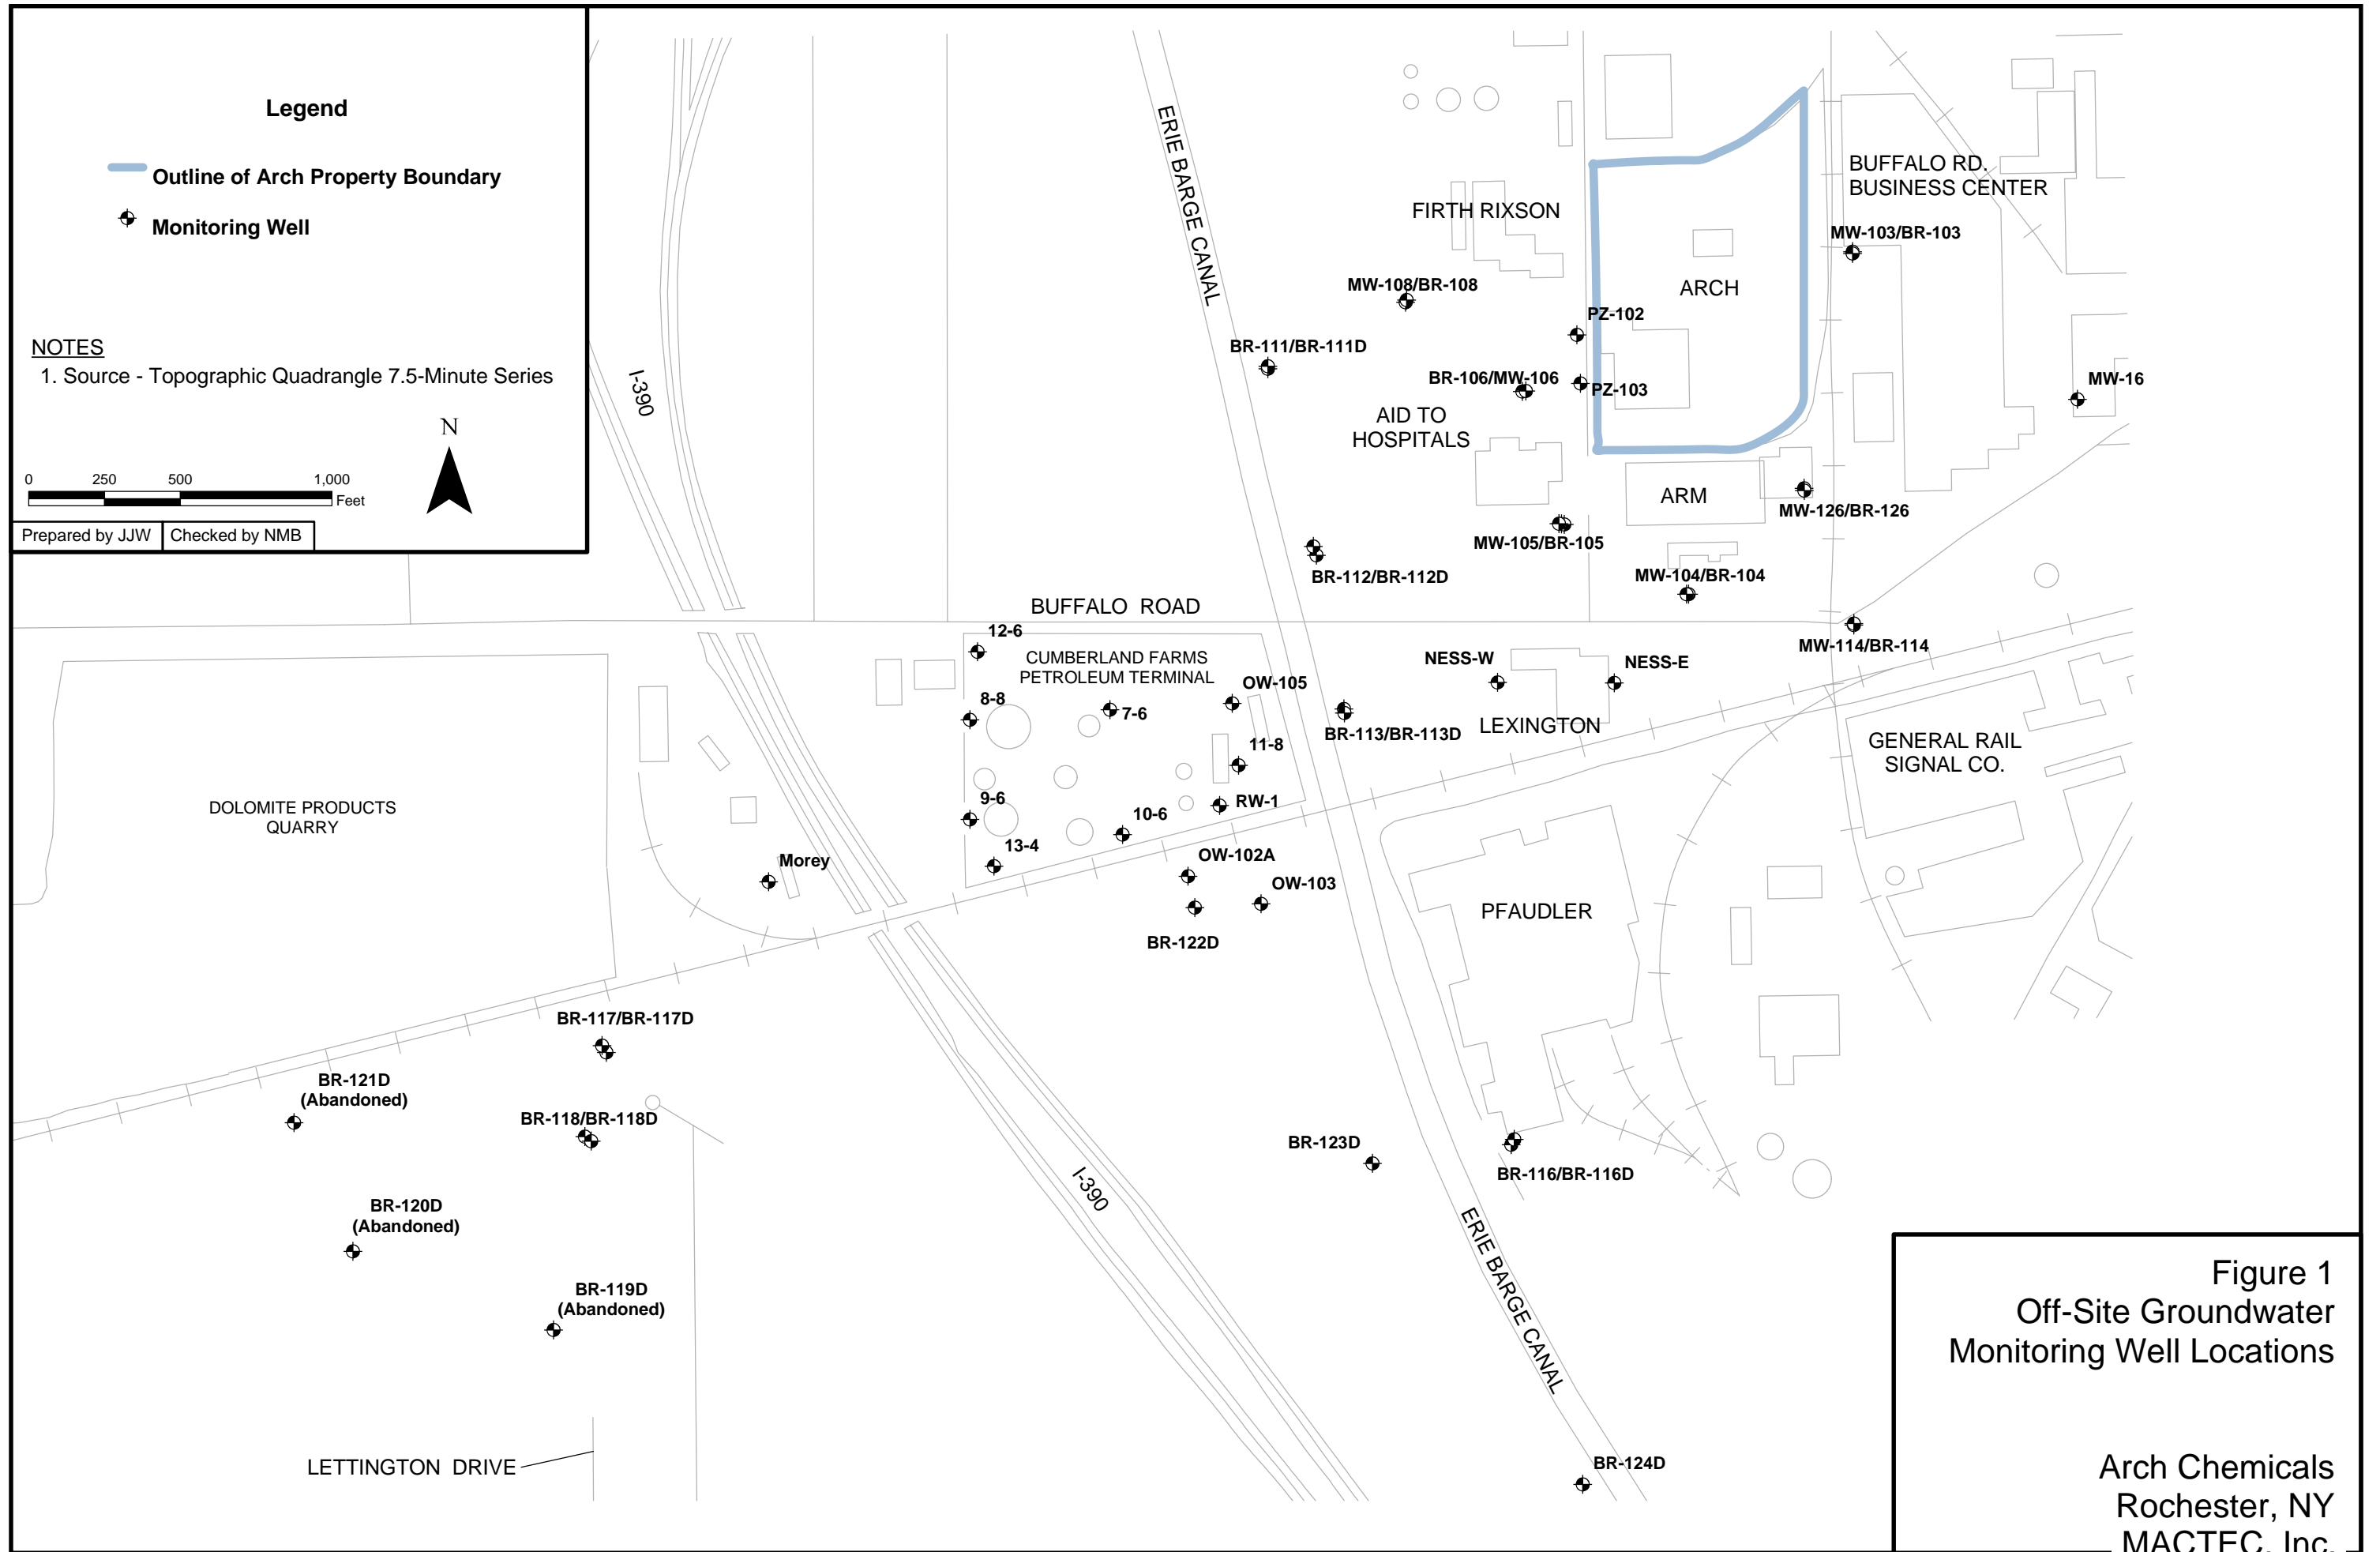 Legend
Outline of Arch Property Boundary
Monitoring Well
NOTES
1. Source - Topographic Quadrangle 7.5-Minute Series
N
0 250 500 1,000
Feet
Prepared by JJW Checked by NMB
I-390
ERIE BARGE CANAL
BUFFALO RD.
BUSINESS CENTER
FIRTH RIXSON
MW-103/BR-103
MW-108/BR-108
ARCH
PZ-102
BR-111/BR-111D
BR-106/MW-106
PZ-103
MW-16
AID TO
HOSPITALS
ARM
MW-126/BR-126
MW-105/BR-105
BR-112/BR-112D
MW-104/BR-104
BUFFALO ROAD
12-6
MW-114/BR-114
CUMBERLAND FARMS
PETROLEUM TERMINAL
NESS-W
NESS-E
OW-105
8-8
7-6
BR-113/BR-113D
LEXINGTON
11-8
GENERAL RAIL
SIGNAL CO.
DOLOMITE PRODUCTS
QUARRY
9-6
RW-1
10-6
13-4
Morey
OW-102A
OW-103
PFAUDLER
BR-122D
BR-117/BR-117D
BR-121D
(Abandoned)
BR-118/BR-118D
BR-123D
BR-116/BR-116D
I-390
BR-120D
(Abandoned)
ERIE BARGE CANAL
BR-119D
(Abandoned)
LETTINGTON DRIVE
BR-124D
Figure 1
Off-Site Groundwater
Monitoring Well Locations
Arch Chemicals
Rochester, NY
MACTEC, Inc.